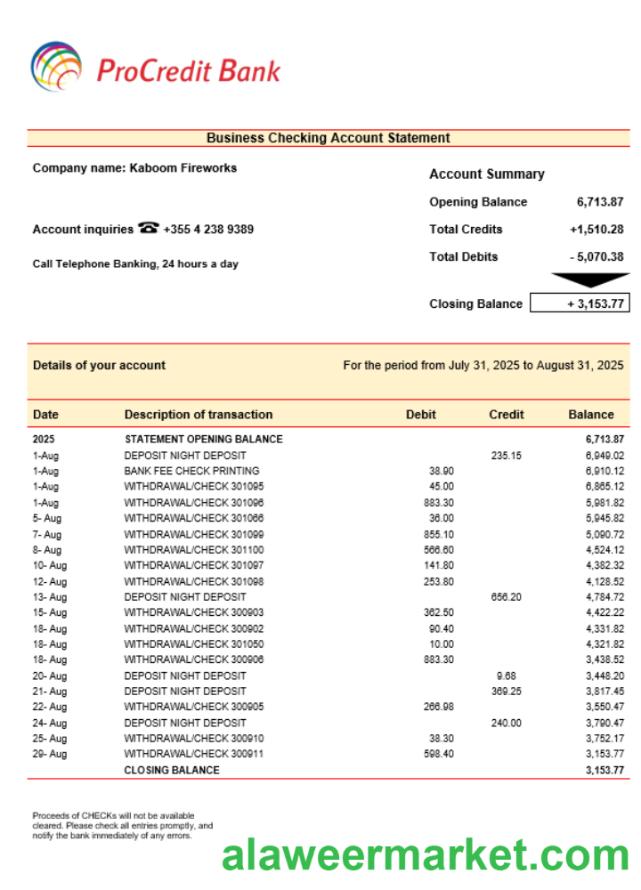 ProCredit Bank
Business Checking Account Statement
Company name: Kaboom Fireworks
Account inquiries ☎ +355 4 238 9389
Call Telephone Banking, 24 hours a day
Account Summary
Opening Balance 6,713.87
Total Credits +1,510.28
Total Debits - 5,070.38
Closing Balance + 3,153.77
Details of your account For the period from July 31, 2025 to August 31, 2025
Date Description of transaction Debit Credit Balance
2025 STATEMENT OPENING BALANCE 6,713.87
1-Aug DEPOSIT NIGHT DEPOSIT 235.15 6,949.02
1-Aug BANK FEE CHECK PRINTING 38.90 6,910.12
1-Aug WITHDRAWAL/CHECK 301095 45.00 6,865.12
1-Aug WITHDRAWAL/CHECK 301096 883.30 5,981.82
5- Aug WITHDRAWAL/CHECK 301066 36.00 5,945.82
7- Aug WITHDRAWAL/CHECK 301099 855.10 5,090.72
8- Aug WITHDRAWAL/CHECK 301100 566.60 4,524.12
10- Aug WITHDRAWAL/CHECK 301097 141.80 4,382.32
12- Aug WITHDRAWAL/CHECK 301098 253.80 4,128.52
13- Aug DEPOSIT NIGHT DEPOSIT 656.20 4,784.72
15- Aug WITHDRAWAL/CHECK 300903 362.50 4,422.22
18- Aug WITHDRAWAL/CHECK 300902 90.40 4,331.82
18- Aug WITHDRAWAL/CHECK 301050 10.00 4,321.82
18- Aug WITHDRAWAL/CHECK 300906 883.30 3,438.52
20- Aug DEPOSIT NIGHT DEPOSIT 9.68 3,448.20
21- Aug DEPOSIT NIGHT DEPOSIT 369.25 3,817.45
22- Aug WITHDRAWAL/CHECK 300905 266.98 3,550.47
24- Aug DEPOSIT NIGHT DEPOSIT 240.00 3,790.47
25- Aug WITHDRAWAL/CHECK 300910 38.30 3,752.17
29- Aug WITHDRAWAL/CHECK 300911 598.40 3,153.77
CLOSING BALANCE 3,153.77
Proceeds of CHECKs will not be available
cleared. Please check all entries promptly, and
notify the bank immediately of any errors.
alaweermarket.com